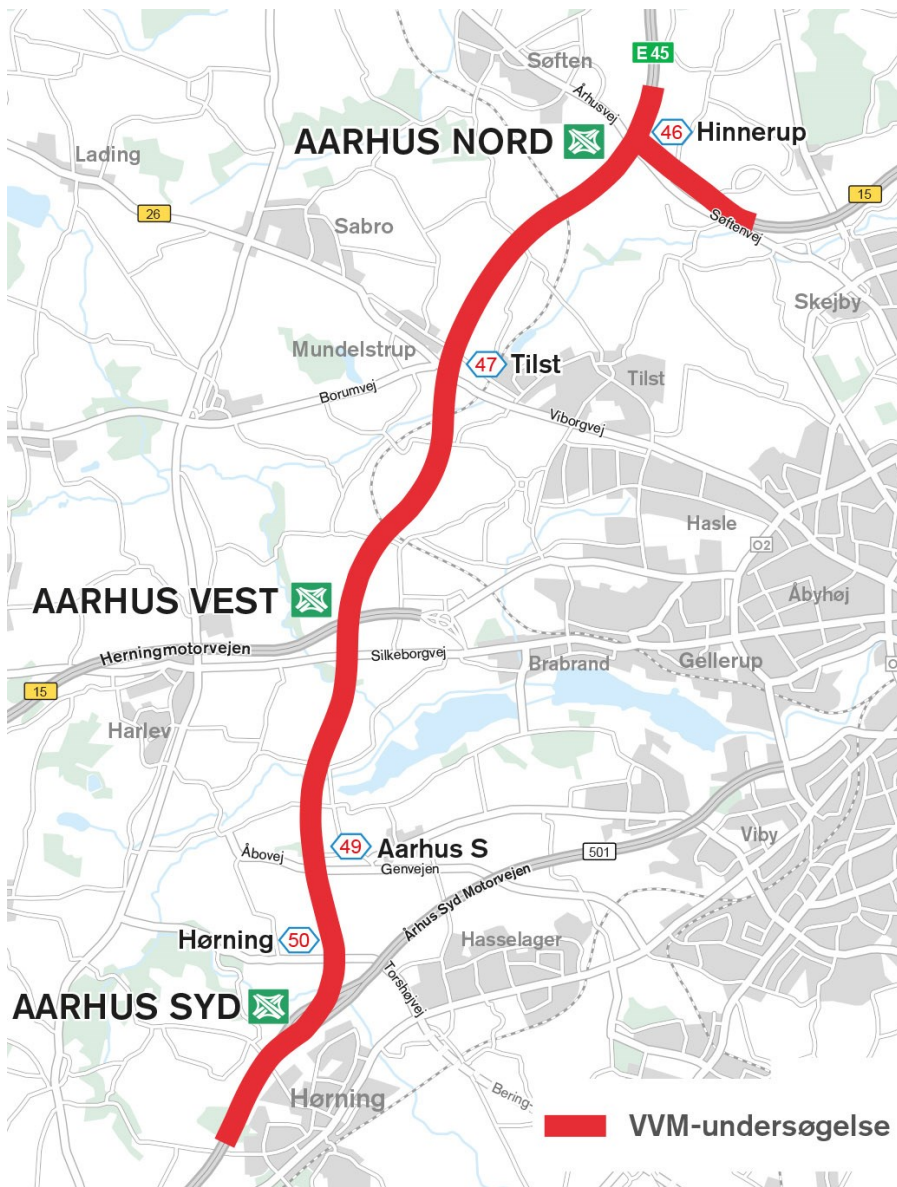 E 45
Søften
Århusvej
46 Hinnerup
AARHUS NORD
Lading
15
26
Søftenvej
Sabro
Skejby
Mundelstrup
47 Tilst
Tilst
Borumvej
Viborgvej
Hasle
O2
AARHUS VEST
Åbyhøj
Herningmotorvejen
Silkeborgvej
Brabrand
Gellerup
15
Harlev
49 Aarhus S
Viby
501
Åbovej
Genvejen
Århus Syd Motorvejen
Hørning 50
Hasselager
AARHUS SYD
Torshøjvej
Hørning
Bering-
VVM-undersøgelse